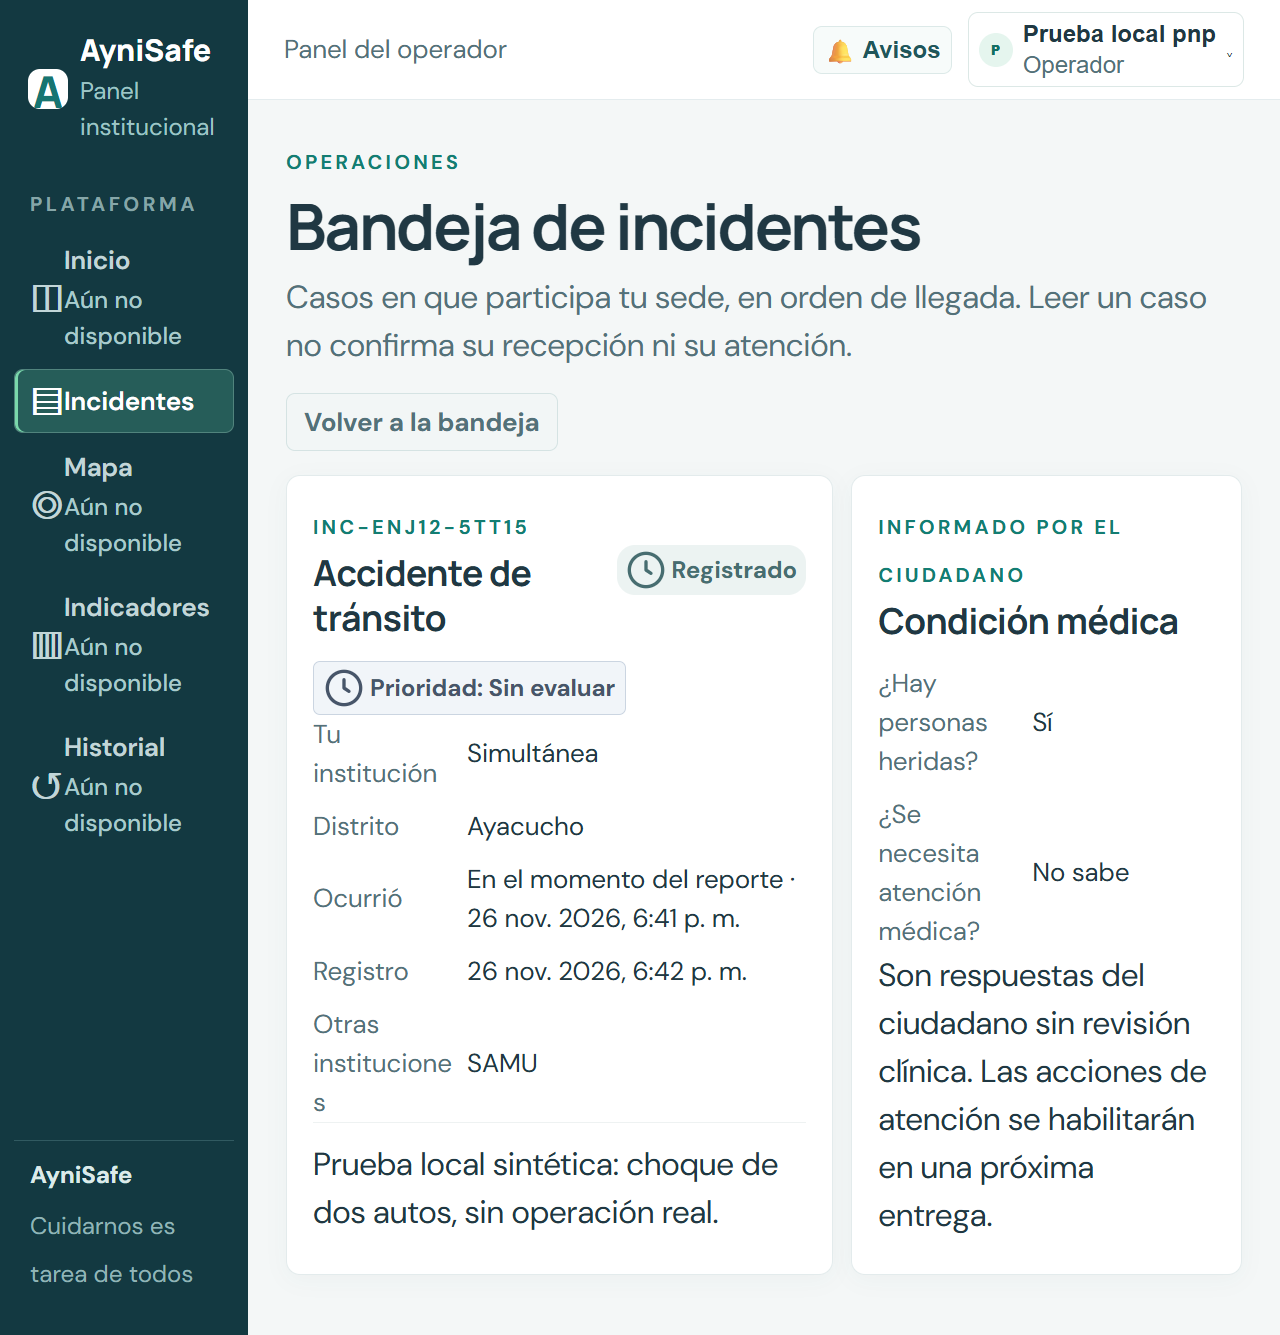 AyniSafe
A
Panel
institucional
PLATAFORMA
Inicio
Aún no
disponible
Incidentes
Mapa
Aún no
disponible
Indicadores
Aún no
disponible
Historial
Aún no
disponible
AyniSafe
Cuidarnos es
tarea de todos
Panel del operador
Avisos
P
Prueba local pnp
Operador
OPERACIONES
Bandeja de incidentes
Casos en que participa tu sede, en orden de llegada. Leer un caso
no confirma su recepción ni su atención.
Volver a la bandeja
INC-ENJ12-5TT15
Accidente de
tránsito
Registrado
Prioridad: Sin evaluar
Tu
institución
Simultánea
Distrito
Ayacucho
Ocurrió
En el momento del reporte ·
26 nov. 2026, 6:41 p. m.
Registro
26 nov. 2026, 6:42 p. m.
Otras
institucione
s
SAMU
Prueba local sintética: choque de
dos autos, sin operación real.
INFORMADO POR EL
CIUDADANO
Condición médica
¿Hay
personas
heridas?
Sí
¿Se
necesita
atención
médica?
No sabe
Son respuestas del
ciudadano sin revisión
clínica. Las acciones de
atención se habilitarán
en una próxima
entrega.